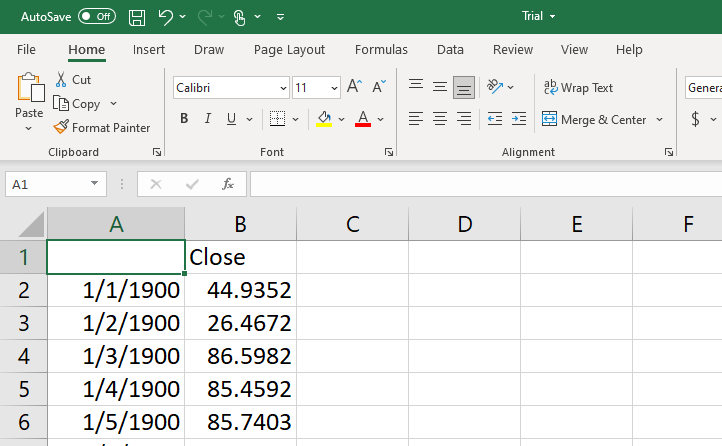 AutoSave Off Trial
File Home Insert Draw Page Layout Formulas Data Review View Help
Paste
Cut
Copy
Format Painter
Clipboard
Calibri 11 A A
B I U A
Font
ab Wrap Text
Merge & Center
Alignment
Genera
$
A1 fx
A B C D E F
1 Close
2 1/1/1900 44.9352
3 1/2/1900 26.4672
4 1/3/1900 86.5982
5 1/4/1900 85.4592
6 1/5/1900 85.7403